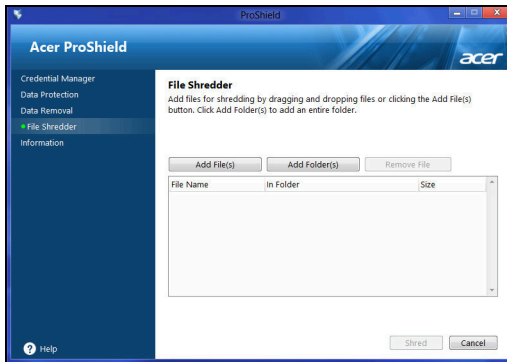 ProShield
Acer ProShield
acer
Credential Manager
Data Protection
Data Removal
File Shredder
Information
File Shredder
Add files for shredding by dragging and dropping files or clicking the Add File(s)
button. Click Add Folder(s) to add an entire folder.
Add File(s) Add Folder(s) Remove File
File Name In Folder Size
Shred Cancel
? Help